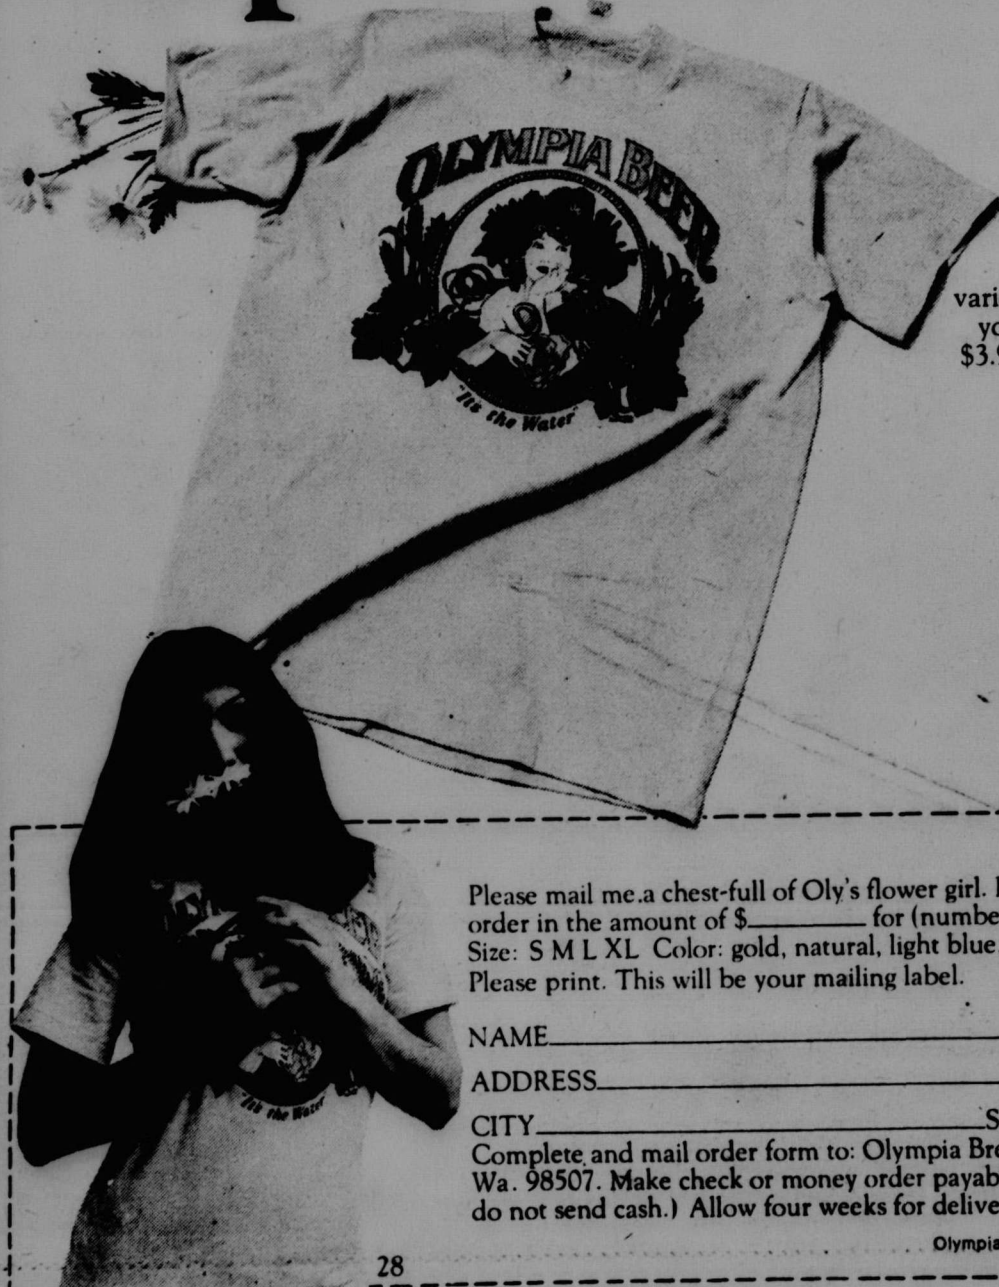 OLYMPIA BEER
"It's the Water"
vari
yo
$3.9
Please mail me.a chest-full of Oly's flower girl.
order in the amount of $ for (numbe
Size: S M L XL Color: gold, natural, light blue
Please print. This will be your mailing label.
NAME
ADDRESS
CITY S
Complete and mail order form to: Olympia Bre
Wa. 98507. Make check or money order payab
do not send cash.) Allow four weeks for delive
Olympia
"It's the Water"
28